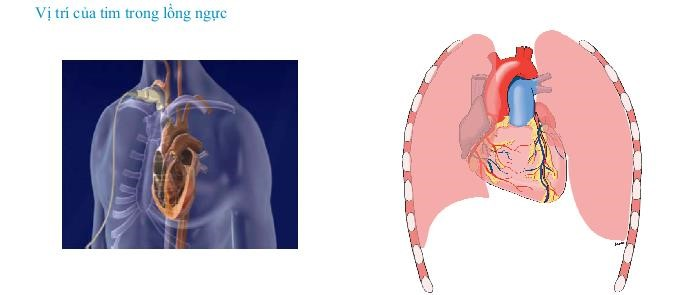 Vị trí của tim trong lồng ngực